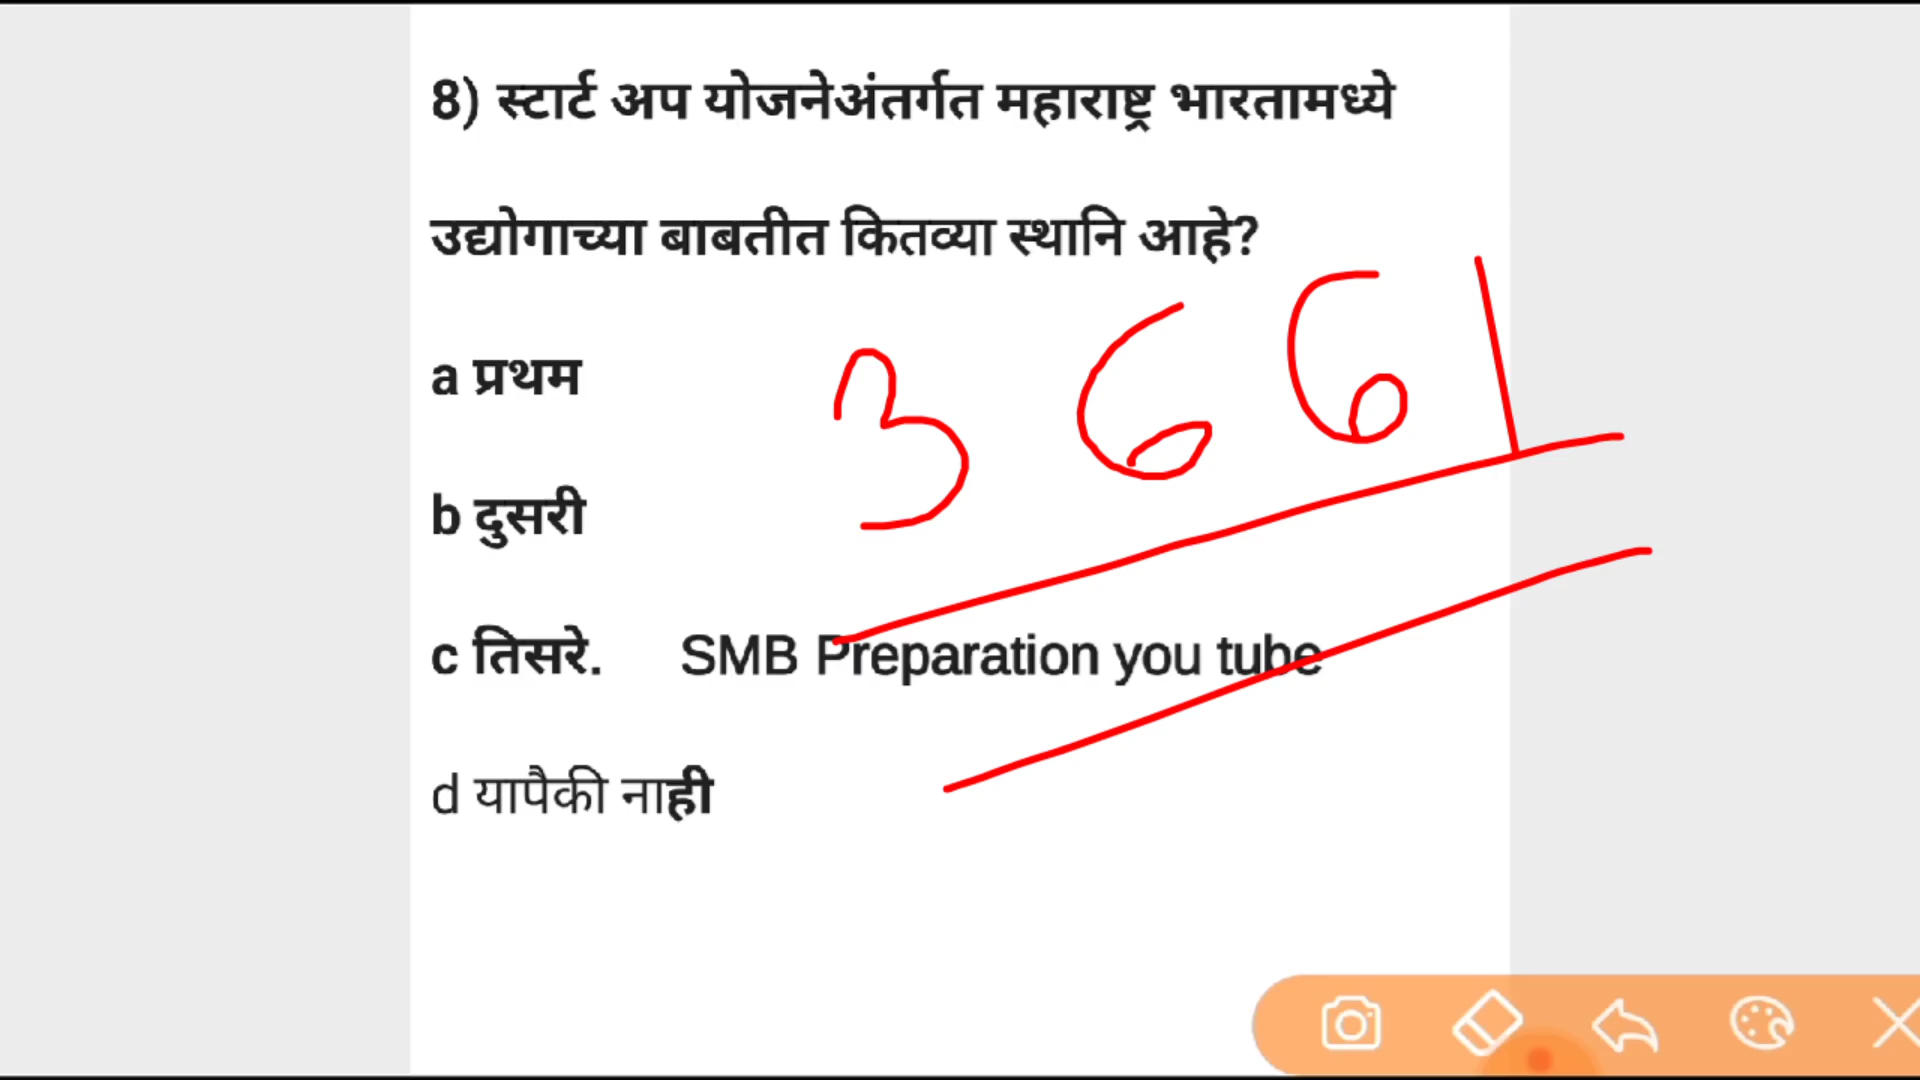 8) स्टार्ट अप योजनेअंतर्गत महाराष्ट्र भारतामध्ये
उद्योगाच्या बाबतीत कितव्या स्थानि आहे?
a प्रथम
3661
b दुसरी
c तिसरे. SMB Preparation you tube
d यापैकी नाही